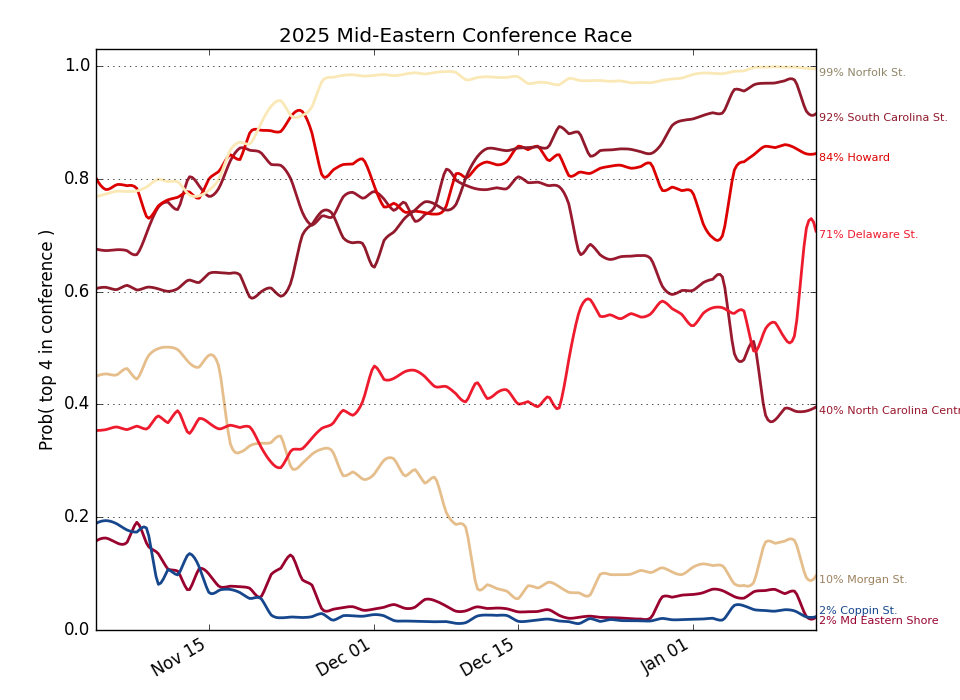 2025 Mid-Eastern Conference Race
Prob( top 4 in conference )
1.0
0.8
0.6
0.4
0.2
0.0
Nov 15
Dec 01
Dec 15
Jan 01
99% Norfolk St.
92% South Carolina St.
84% Howard
71% Delaware St.
40% North Carolina Centr
10% Morgan St.
2% Coppin St.
2% Md Eastern Shore